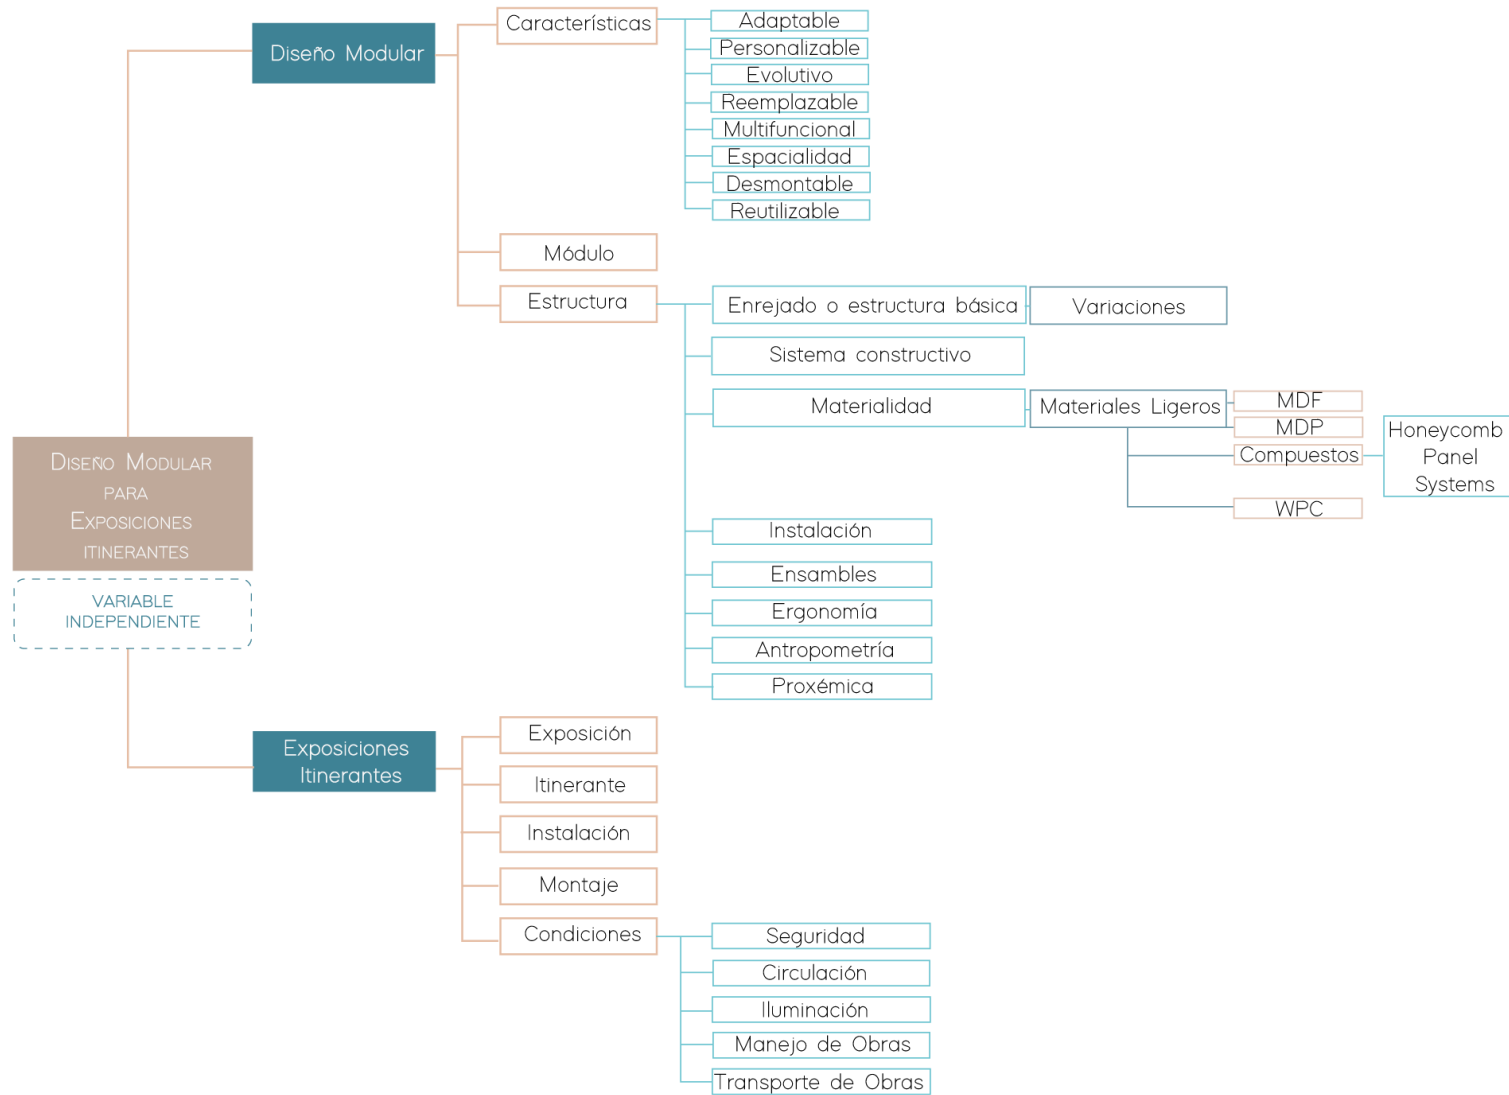 Diseño Modular
Características
Adaptable
Personalizable
Evolutivo
Reemplazable
Multifuncional
Espacialidad
Desmontable
Reutilizable
Módulo
Estructura
Enrejado o estructura básica
Variaciones
Sistema constructivo
Materialidad
Materiales Ligeros
MDF
MDP
Compuestos
WPC
Honeycomb
Panel
Systems
Instalación
Ensambles
Ergonomía
Antropometría
Proxémica
DISEÑO MODULAR
PARA
EXPOSICIONES
ITINERANTES
VARIABLE
INDEPENDIENTE
Exposiciones
Itinerantes
Exposición
Itinerante
Instalación
Montaje
Condiciones
Seguridad
Circulación
Iluminación
Manejo de Obras
Transporte de Obras